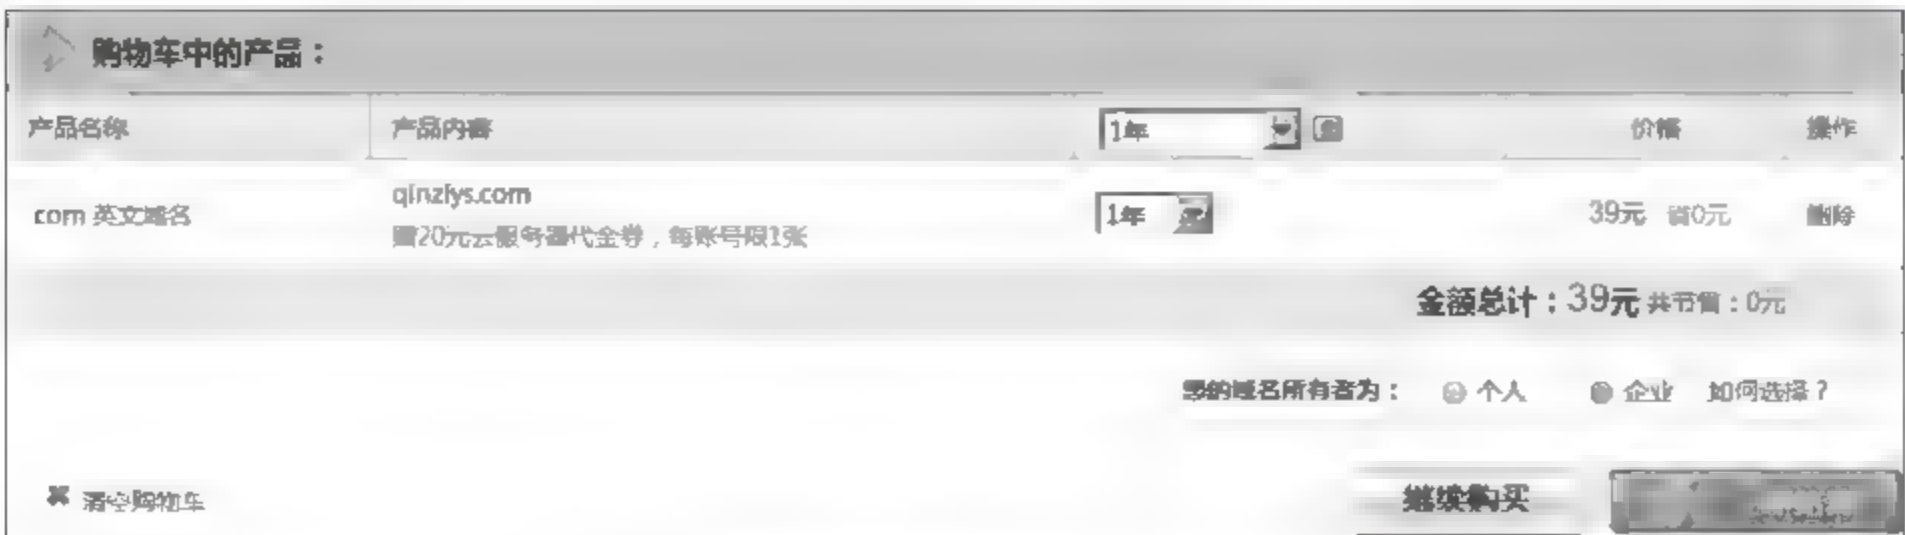 购物车中的产品：
产品名称 产品内容 1年 价格 操作
com 英文域名 qinzlys.com 1年 39元 省0元 删除
赠20元云服务器代金券，每账号限1张
金额总计：39元 共节省：0元
您的域名所有者为： 个人 企业 如何选择？
清空购物车 继续购买